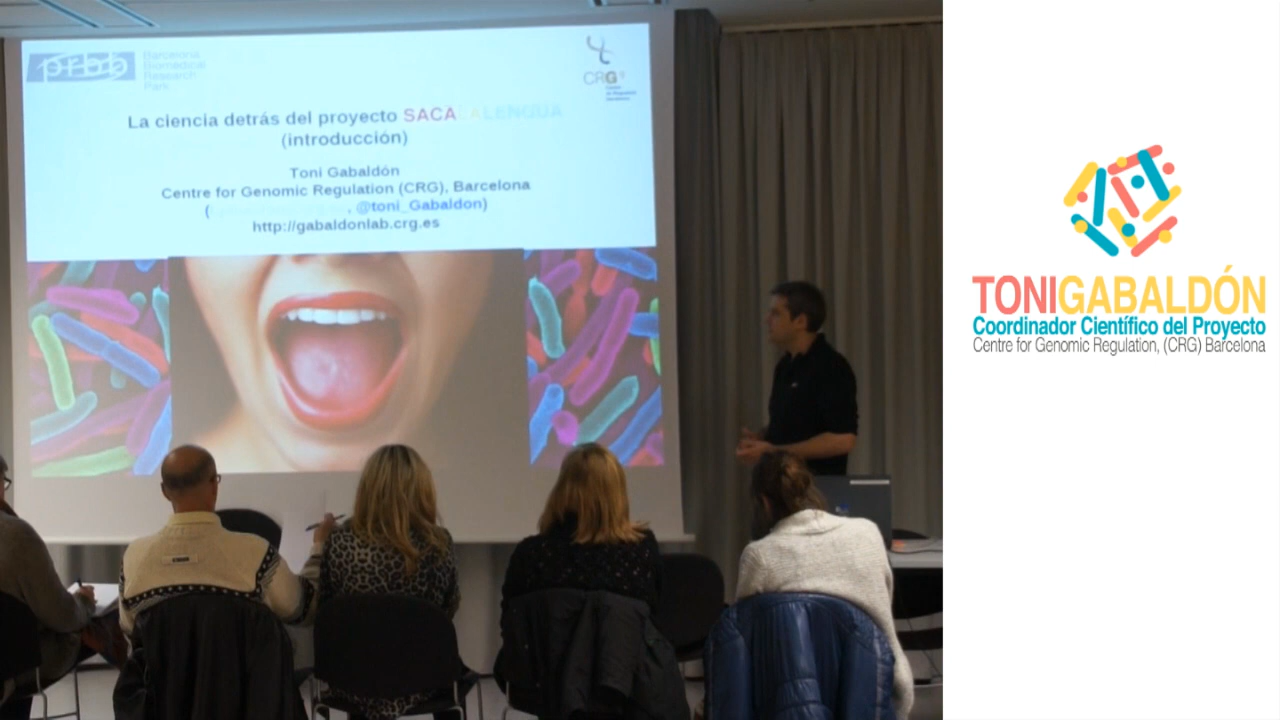 prbb
Barcelona
Biomedical
Research
Park
CRG
La ciencia detrás del proyecto SACALALENGUA
(introducción)
Toni Gabaldón
Centre for Genomic Regulation (CRG), Barcelona
(, @toni_Gabaldon)
http://gabaldonlab.crg.es
TONIGABALDÓN
Coordinador Científico del Proyecto
Centre for Genomic Regulation, (CRG) Barcelona